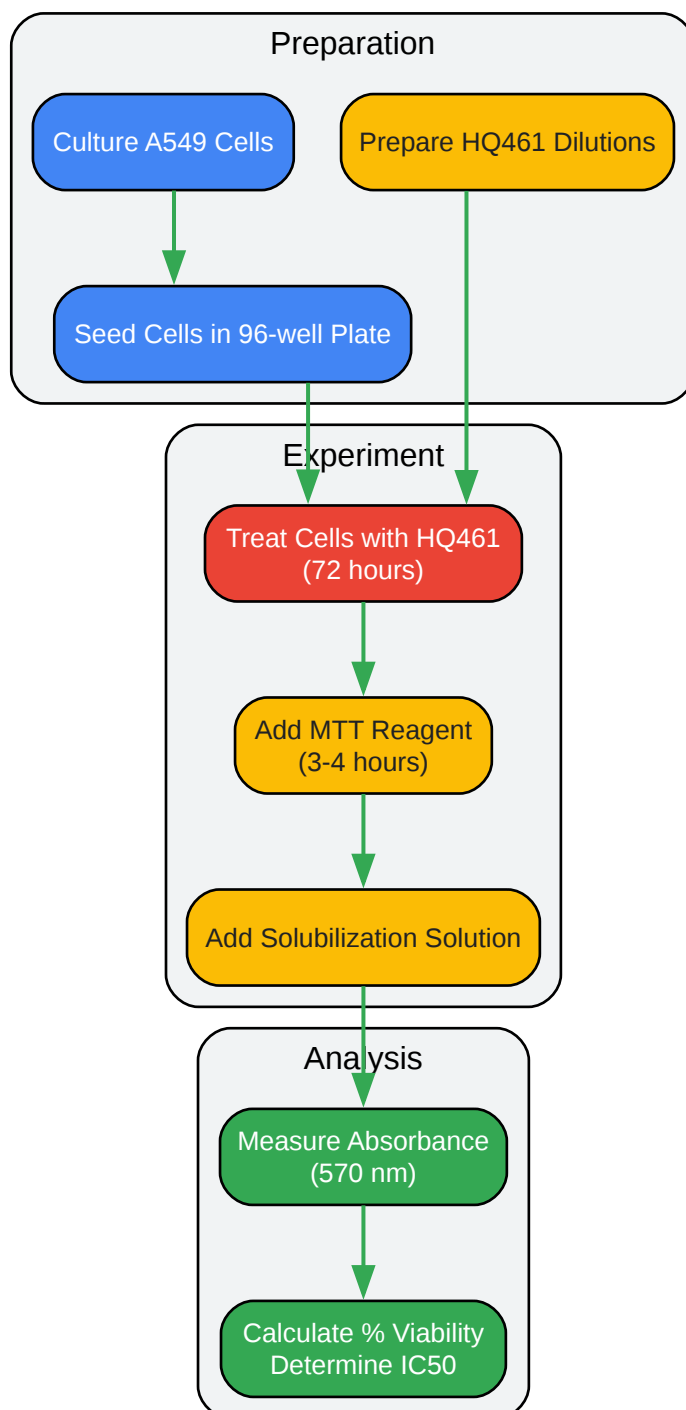 Preparation
Culture A549 Cells
Prepare HQ461 Dilutions
Seed Cells in 96-well Plate
Experiment
Treat Cells with HQ461
(72 hours)
Add MTT Reagent
(3-4 hours)
Add Solubilization Solution
Analysis
Measure Absorbance
(570 nm)
Calculate % Viability
Determine IC50